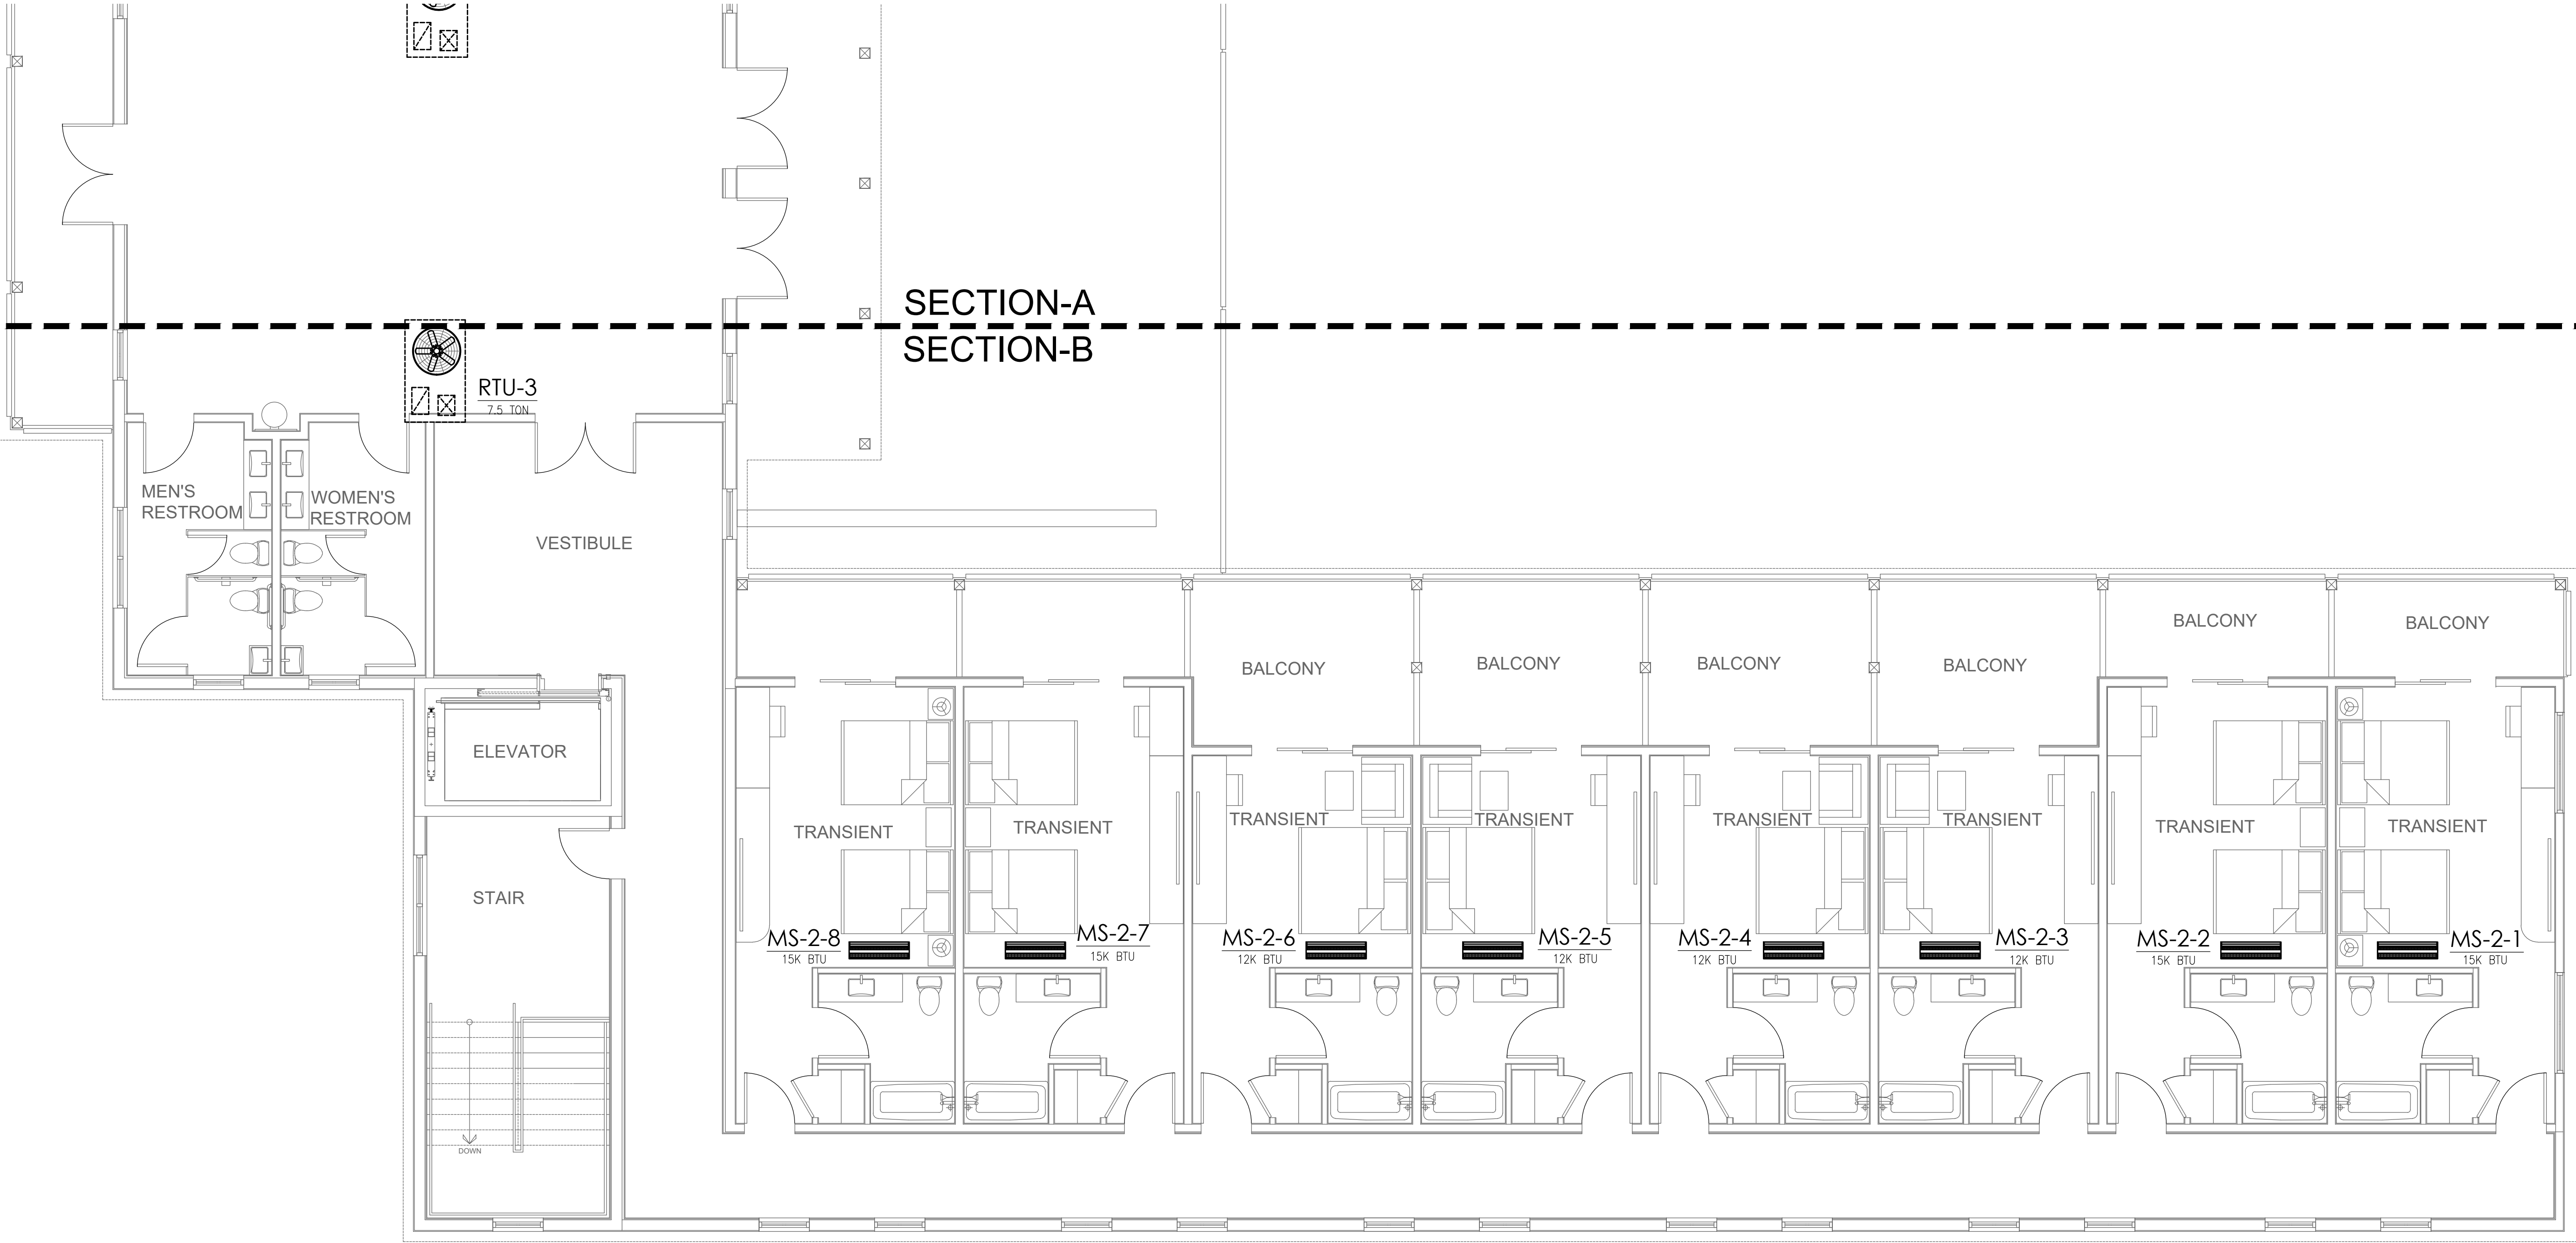 SECTION-A
SECTION-B
RTU-3
7.5 TON
MEN'S
RESTROOM
WOMEN'S
RESTROOM
VESTIBULE
BALCONY
BALCONY
BALCONY
BALCONY
BALCONY
BALCONY
ELEVATOR
TRANSIENT
TRANSIENT
TRANSIENT
TRANSIENT
TRANSIENT
TRANSIENT
TRANSIENT
TRANSIENT
STAIR
MS-2-8
15K BTU
MS-2-7
15K BTU
MS-2-6
12K BTU
MS-2-5
12K BTU
MS-2-4
12K BTU
MS-2-3
12K BTU
MS-2-2
15K BTU
MS-2-1
15K BTU
DOWN